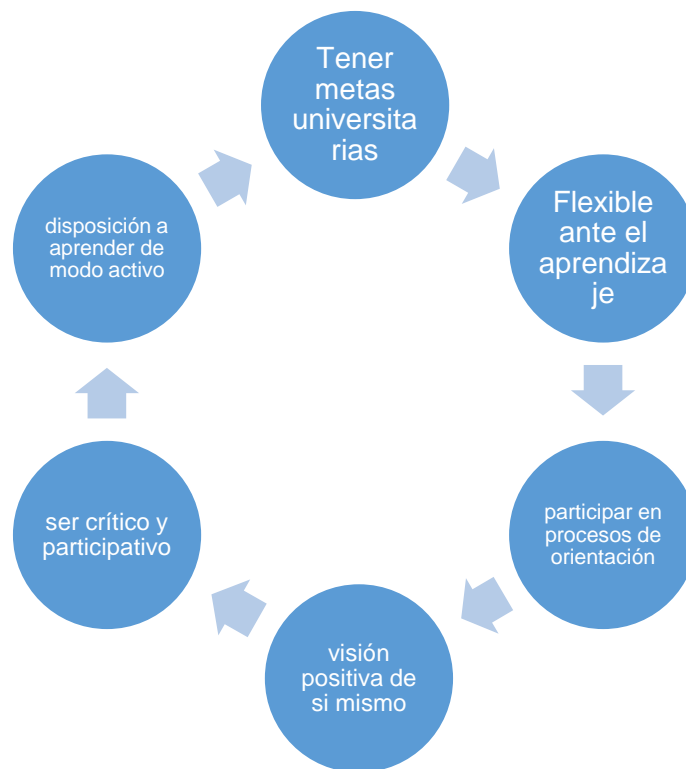 Tener
metas
universita
rias
Flexible
ante el
aprendiza
je
participar en
procesos de
orientación
visión
positiva de
si mismo
ser crítico y
participativo
disposición a
aprender de
modo activo